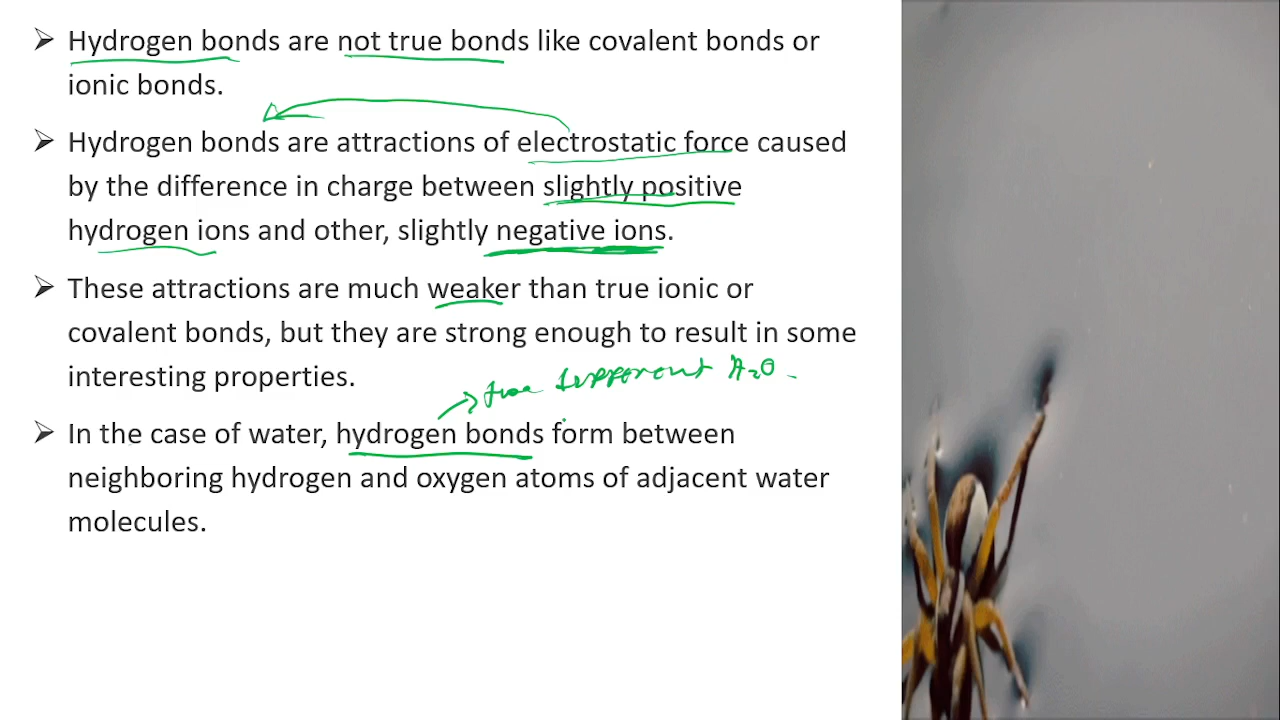 ➢ Hydrogen bonds are not true bonds like covalent bonds or
ionic bonds.
➢ Hydrogen bonds are attractions of electrostatic force caused
by the difference in charge between slightly positive
hydrogen ions and other, slightly negative ions.
➢ These attractions are much weaker than true ionic or
covalent bonds, but they are strong enough to result in some
interesting properties.
H₂O
➢ In the case of water, hydrogen bonds form between
neighboring hydrogen and oxygen atoms of adjacent water
molecules.